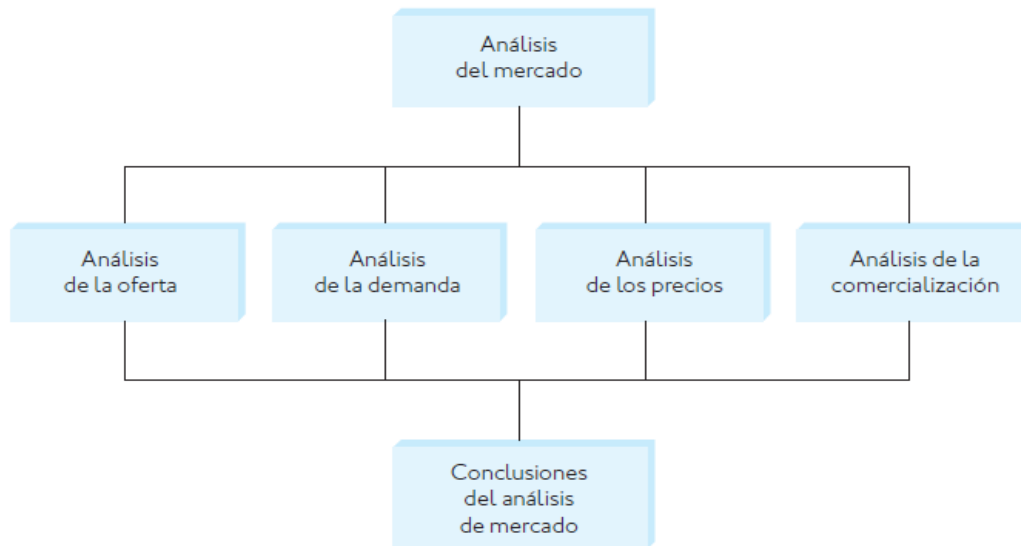 Análisis
del mercado
Análisis
de la oferta
Análisis
de la demanda
Análisis
de los precios
Análisis de la
comercialización
Conclusiones
del análisis
de mercado